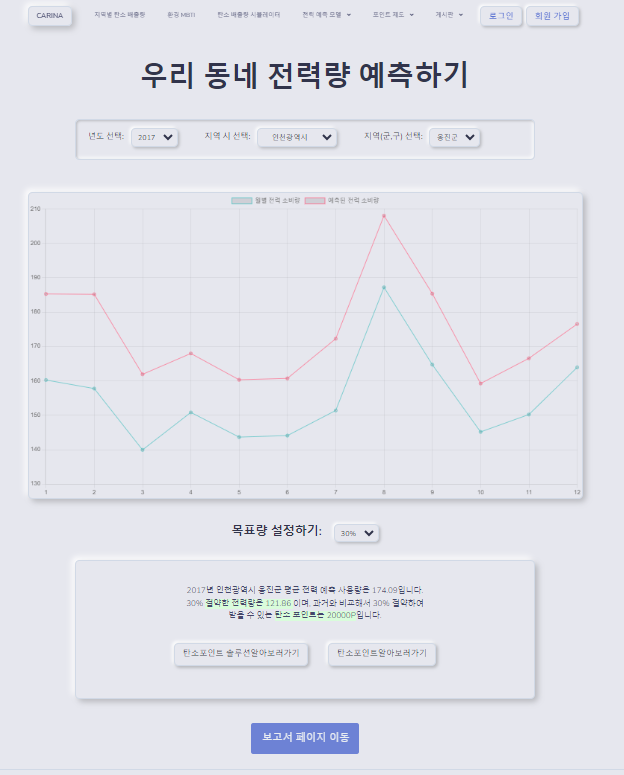 CARINA 지역별 탄소 배출량 환경 MBTI 탄소 배출량 시뮬레이터 전력 예측 모델 포인트 제도 게시판 로그인 회원 가입
우리 동네 전력량 예측하기
년도 선택: 2017 지역 시 선택: 인천광역시 지역(군,구) 선택: 옹진군
월별 전력 소비량 예측된 전력 소비량
210
200
190
180
170
160
150
140
130
1 2 3 4 5 6 7 8 9 10 11 12
목표량 설정하기: 30%
2017년 인천광역시 옹진군 평균 전력 예측 사용량은 174.09입니다.
30% 절약한 전력량은 121.86 이며, 과거와 비교해서 30% 절약하여
받을 수 있는 탄소 포인트는 20000P입니다.
탄소포인트 솔루션알아보러가기 탄소포인트알아보러가기
보고서 페이지 이동